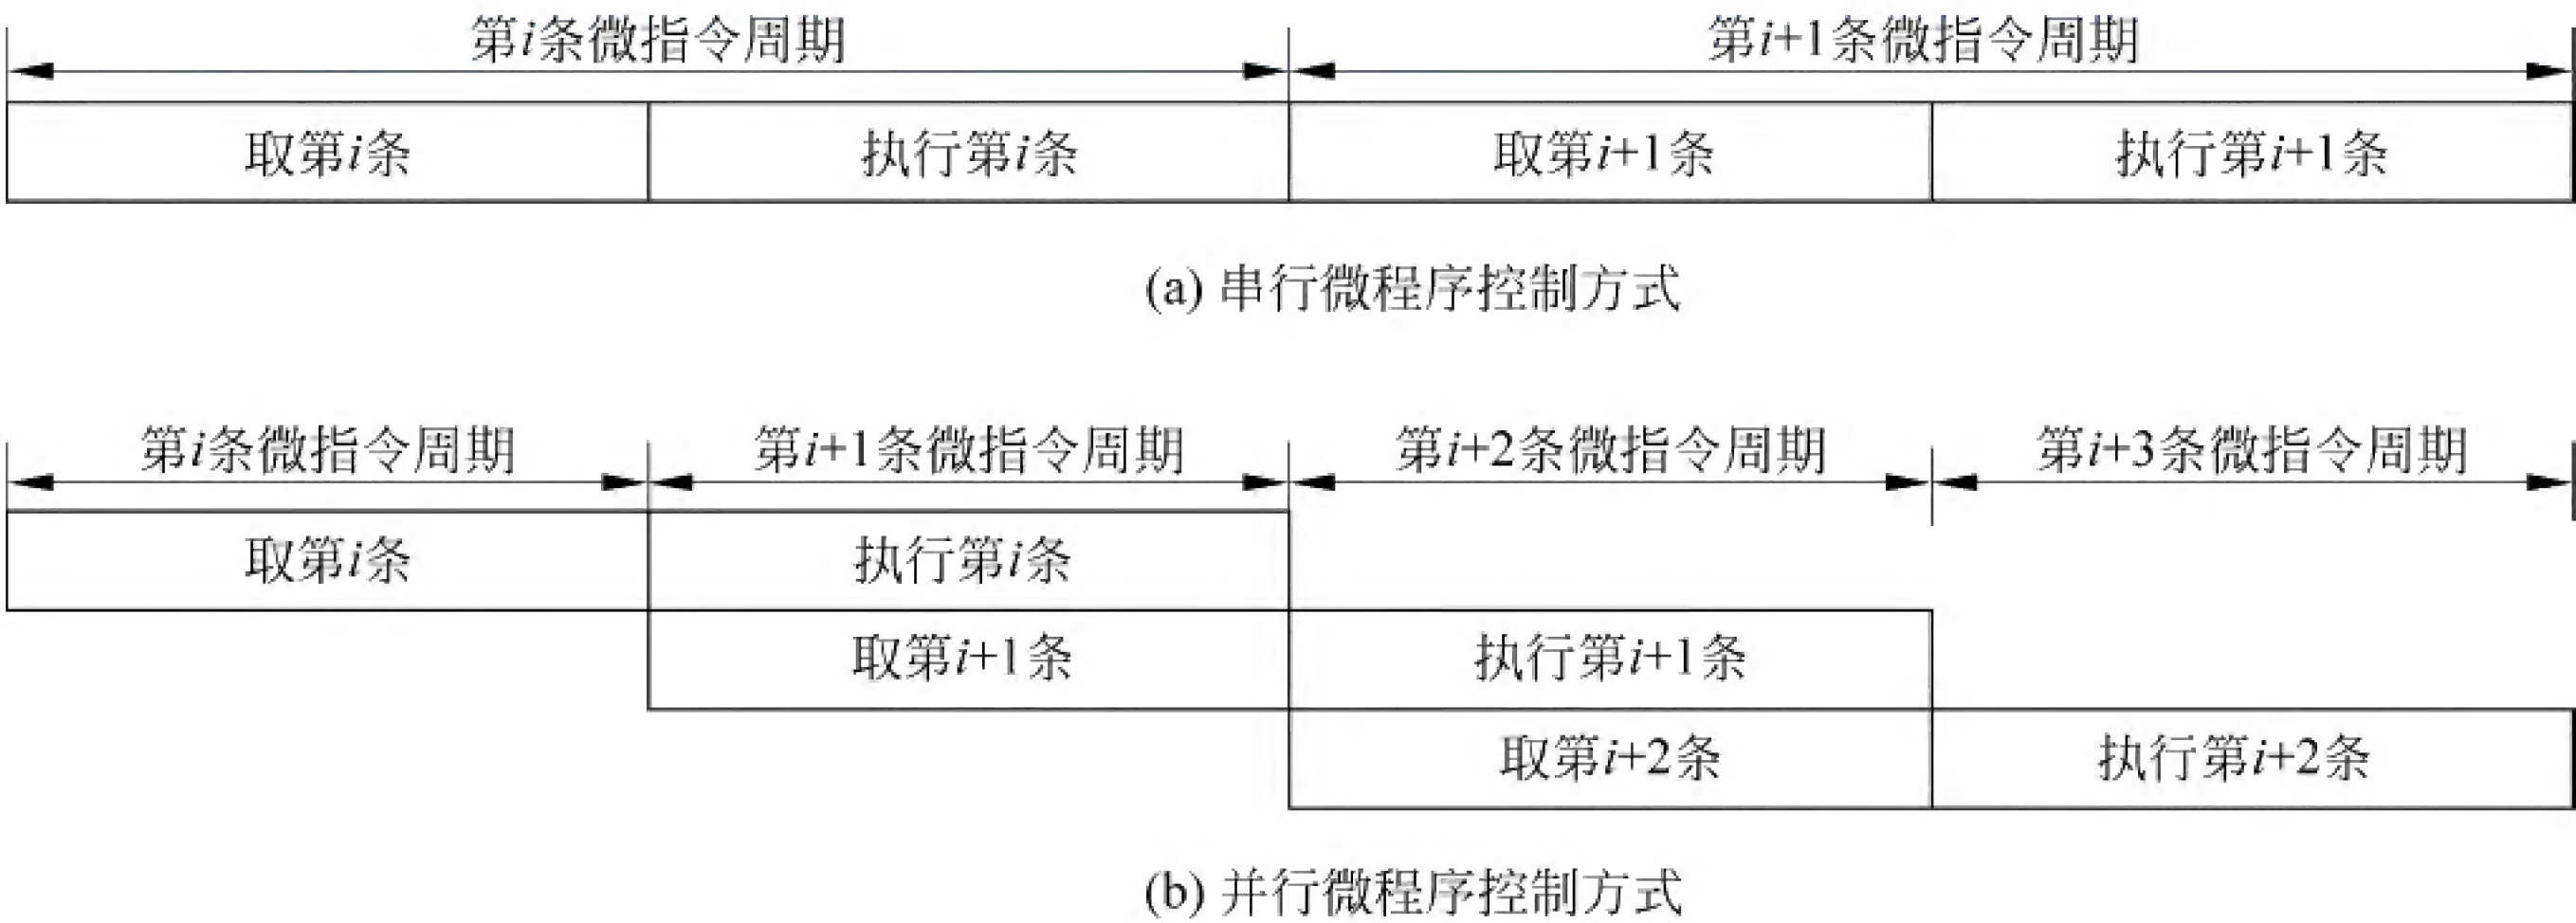 第i条微指令周期 第i+1条微指令周期
取第i条 执行第i条 取第i+1条 执行第i+1条
(a) 串行微程序控制方式
第i条微指令周期 第i+1条微指令周期 第i+2条微指令周期 第i+3条微指令周期
取第i条 执行第i条
取第i+1条 执行第i+1条
取第i+2条 执行第i+2条
(b) 并行微程序控制方式